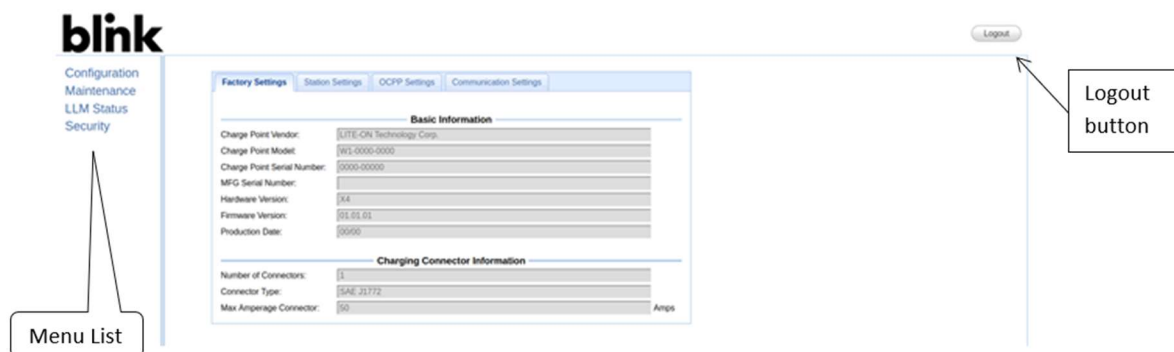 blink
Logout
Configuration
Maintenance
LLM Status
Security
Factory Settings Station Settings OCPP Settings Communication Settings
Basic Information
Charge Point Vendor: LITE-ON Technology Corp.
Charge Point Model: W1-0000-0000
Charge Point Serial Number: 0000-00000
MFG Serial Number:
Hardware Version: X4
Firmware Version: 01.01.01
Production Date: 00/00
Charging Connector Information
Number of Connectors: 1
Connector Type: SAE J1772
Max Amperage Connector: 50 Amps
Logout
button
Menu List